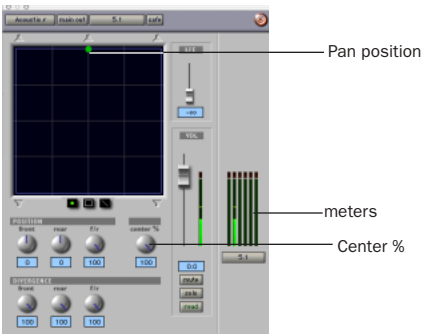 Acoustic.r main out 5.1 safe
LFE
Pan position
-∞
VOL
meters
POSITION
front rear f/r center %
Center %
0 0 100 100
0.0
5.1
mute
DIVERGENCE
solo
front rear f/r
read
100 100 100